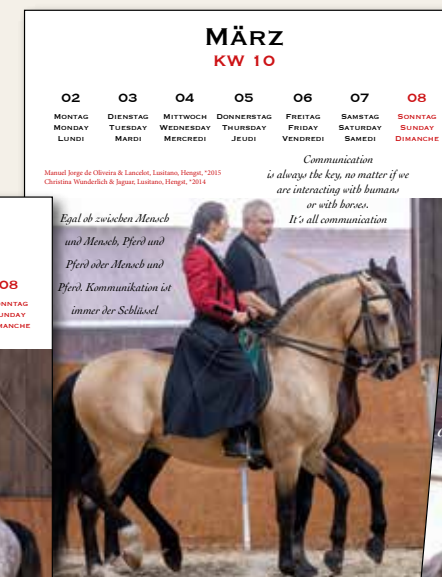 März
KW 10
02 03 04 05 06 07 08
Montag Dienstag Mittwoch Donnerstag Freitag Samstag Sonntag
Monday Tuesday Wednesday Thursday Friday Saturday Sunday
Lundi Mardi Mercredi Jeudi Vendredi Samedi Dimanche
Manuel Jorge de Oliveira & Lancelot, Lusitano, Hengst, *2015
Christina Wunderlich & Jaguar, Lusitano, Hengst, *2014
Communication
is always the key, no matter if we
are interacting with humans
or with horses.
It's all communication
Egal ob zwischen Mensch
und Mensch, Pferd und
Pferd oder Mensch und
Pferd. Kommunikation ist
immer der Schlüssel
08